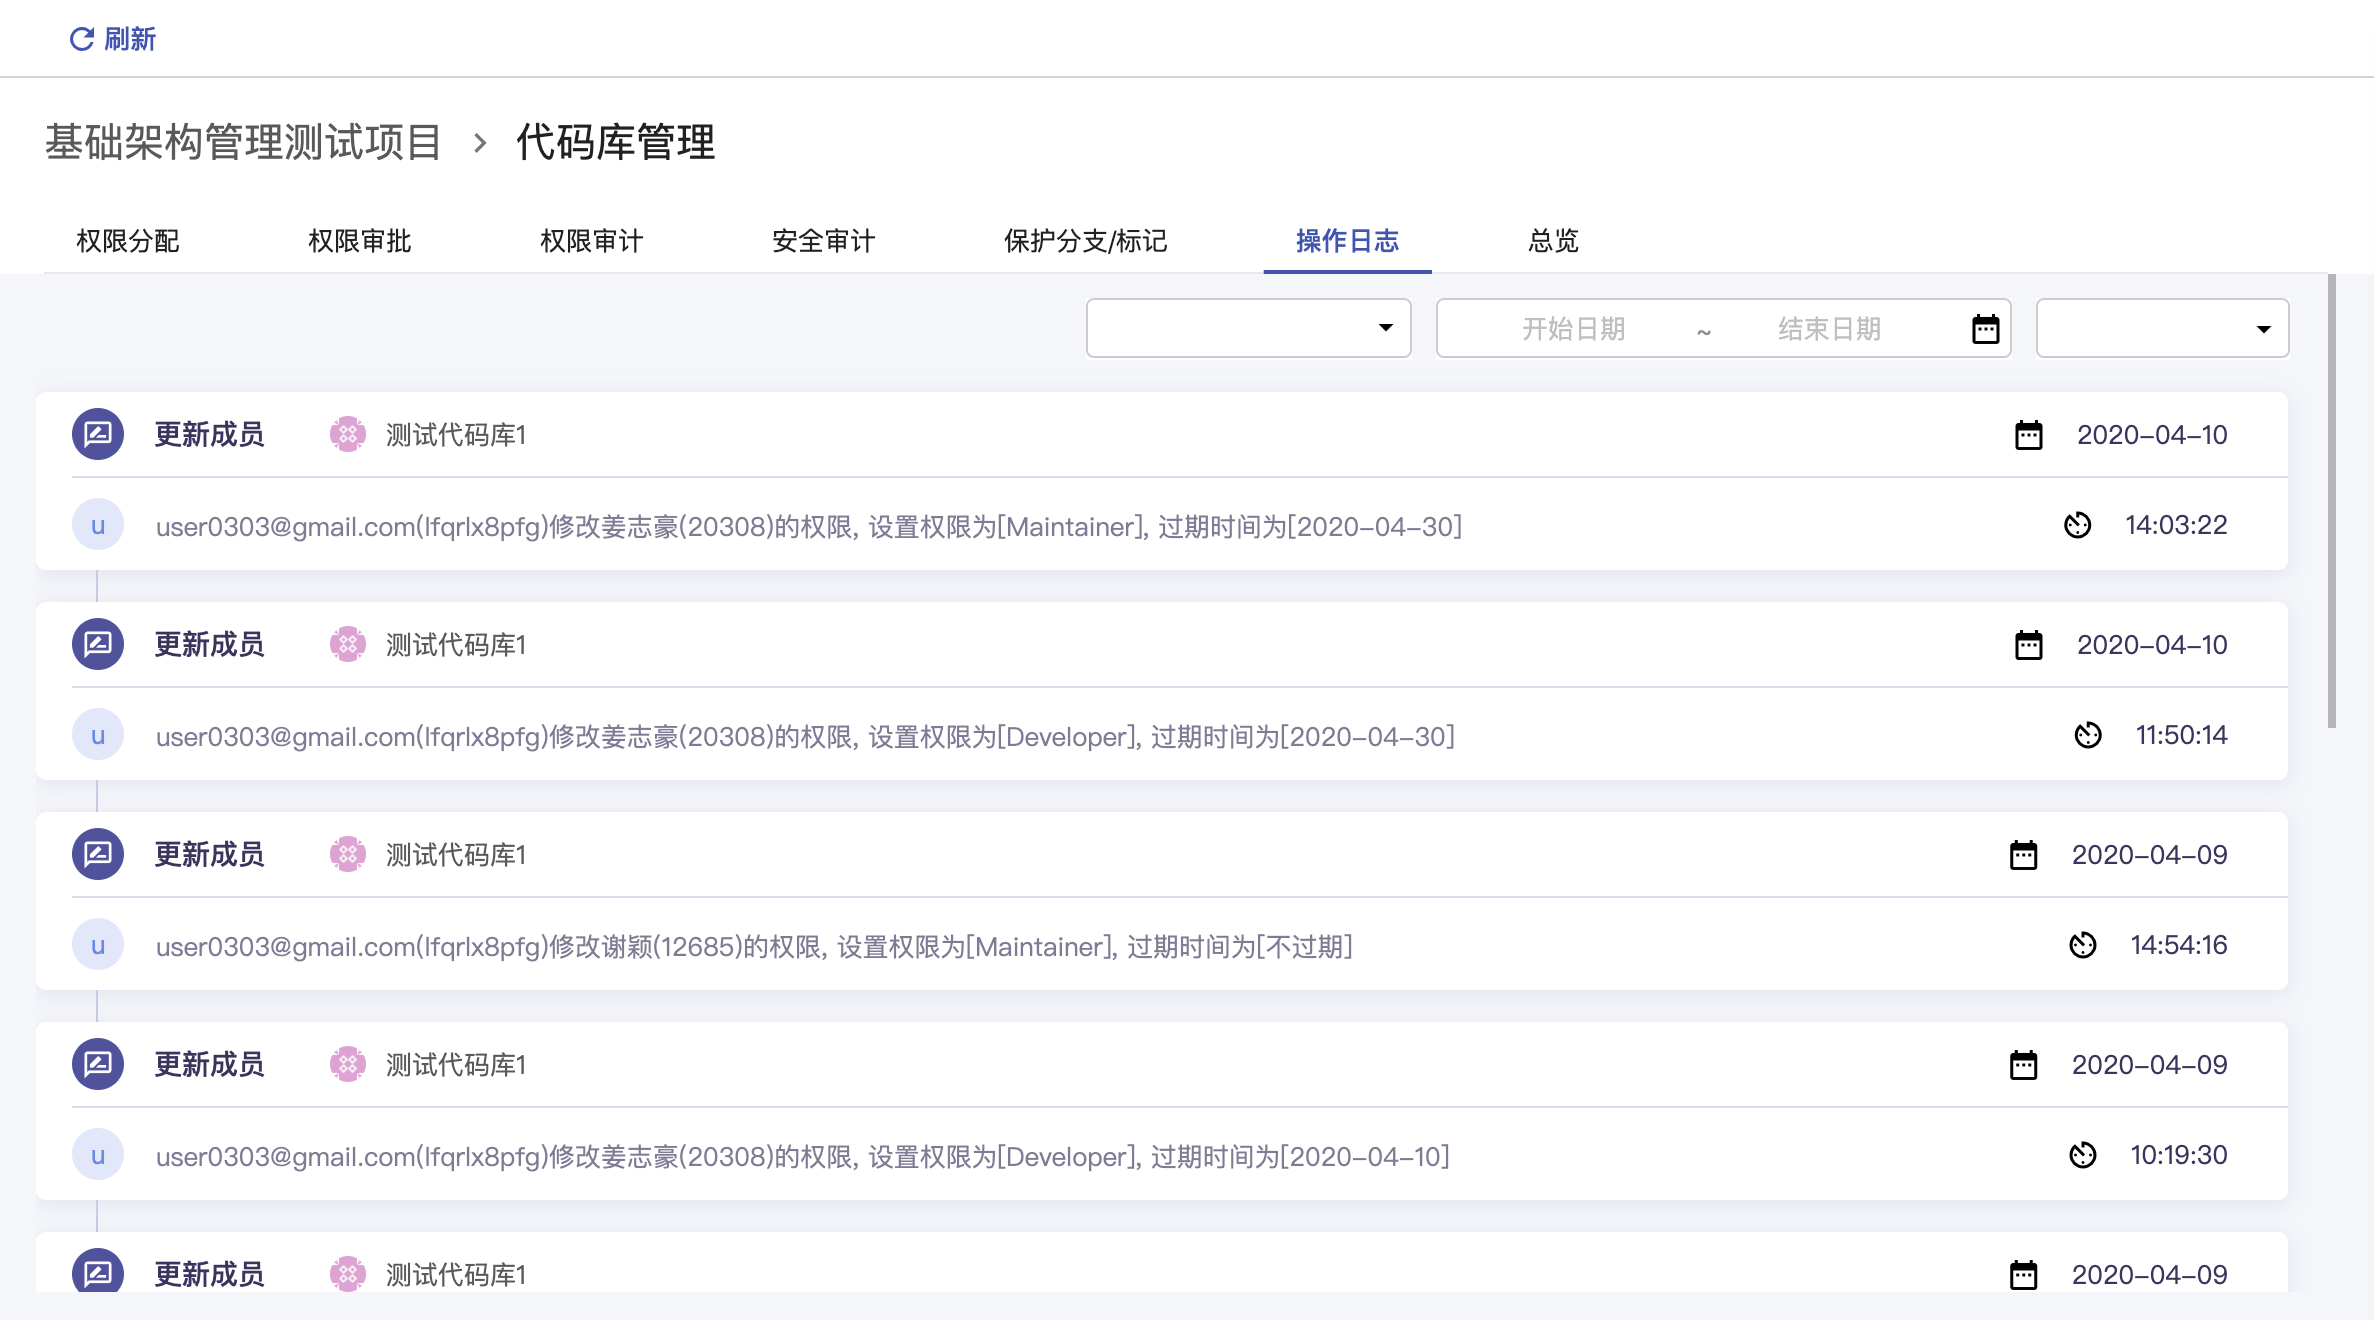 刷新
基础架构管理测试项目 > 代码库管理
权限分配 权限审批 权限审计 安全审计 保护分支/标记 操作日志 总览
开始日期 ~ 结束日期
更新成员 测试代码库1 2020-04-10
u user0303@gmail.com(lfqrlx8pfg)修改姜志豪(20308)的权限, 设置权限为[Maintainer], 过期时间为[2020-04-30] 14:03:22
更新成员 测试代码库1 2020-04-10
u user0303@gmail.com(lfqrlx8pfg)修改姜志豪(20308)的权限, 设置权限为[Developer], 过期时间为[2020-04-30] 11:50:14
更新成员 测试代码库1 2020-04-09
u user0303@gmail.com(lfqrlx8pfg)修改谢颖(12685)的权限, 设置权限为[Maintainer], 过期时间为[不过期] 14:54:16
更新成员 测试代码库1 2020-04-09
u user0303@gmail.com(lfqrlx8pfg)修改姜志豪(20308)的权限, 设置权限为[Developer], 过期时间为[2020-04-10] 10:19:30
更新成员 测试代码库1 2020-04-09